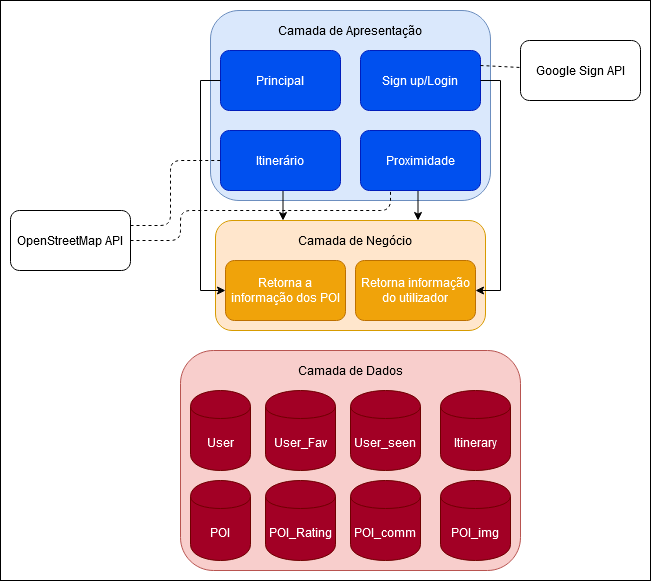 Camada de Apresentação
Principal
Sign up/Login
Google Sign API
Itinerário
Proximidade
OpenStreetMap API
Camada de Negócio
Retorna a
informação dos POI
Retorna informação
do utilizador
Camada de Dados
User
User_Fav
User_seen
Itinerary
POI
POI_Rating
POI_comm
POI_img